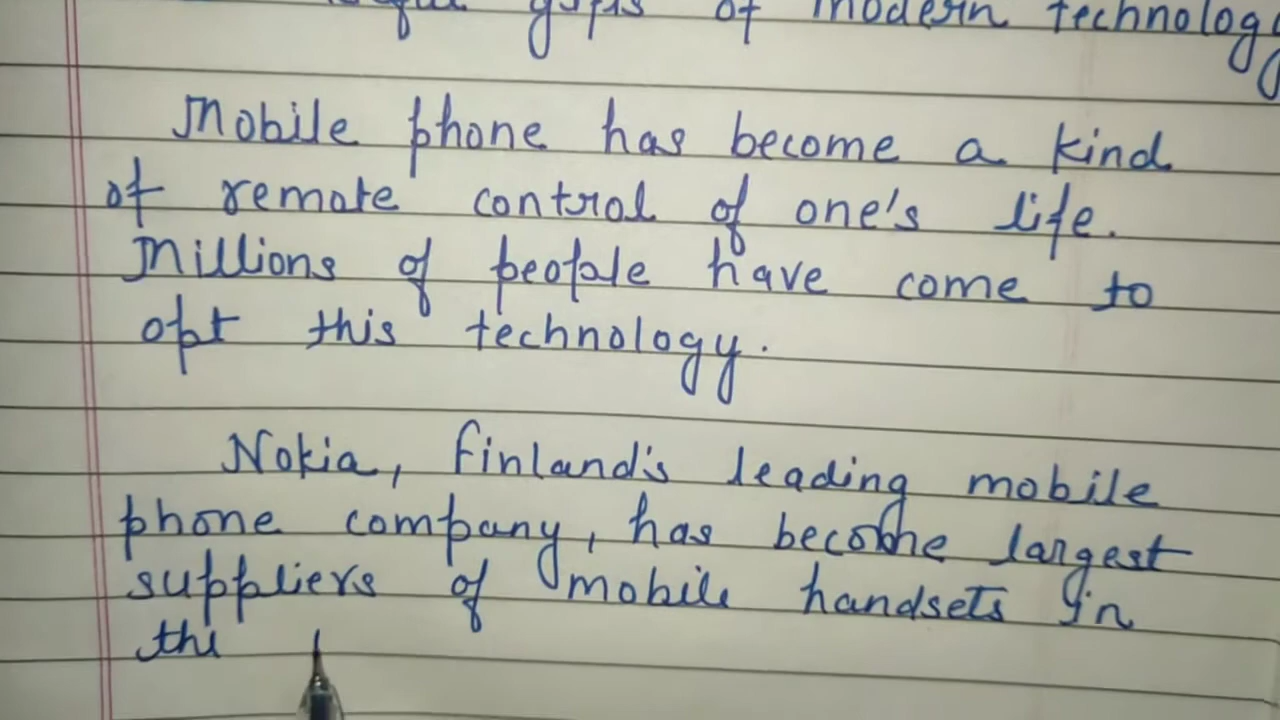 of modern technology
Mobile phone has become a kind
of remote control of one's life.
Millions of people have come to
opt this technology.
Nokia, Finland's leading mobile
phone company, has become largest
suppliers of mobile handsets in
the